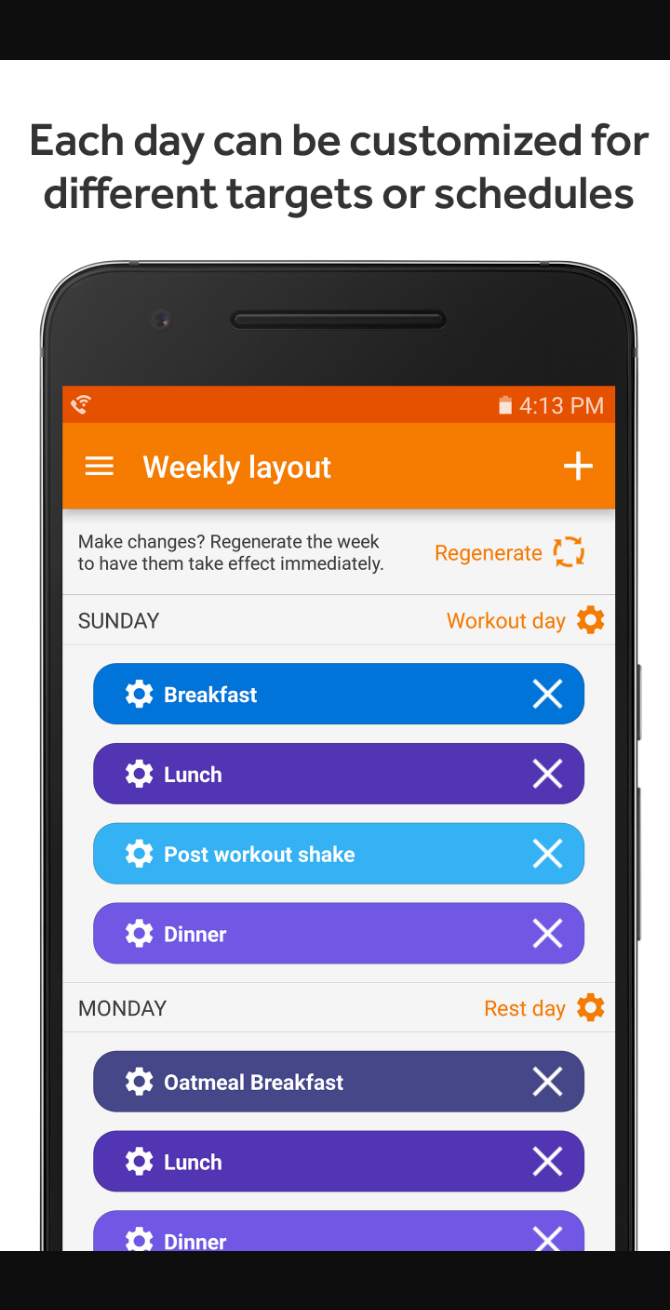 Each day can be customized for
different targets or schedules
4:13 PM
Weekly layout
Make changes? Regenerate the week
to have them take effect immediately.
Regenerate
SUNDAY
Workout day
Breakfast
Lunch
Post workout shake
Dinner
MONDAY
Rest day
Oatmeal Breakfast
Lunch
Dinner